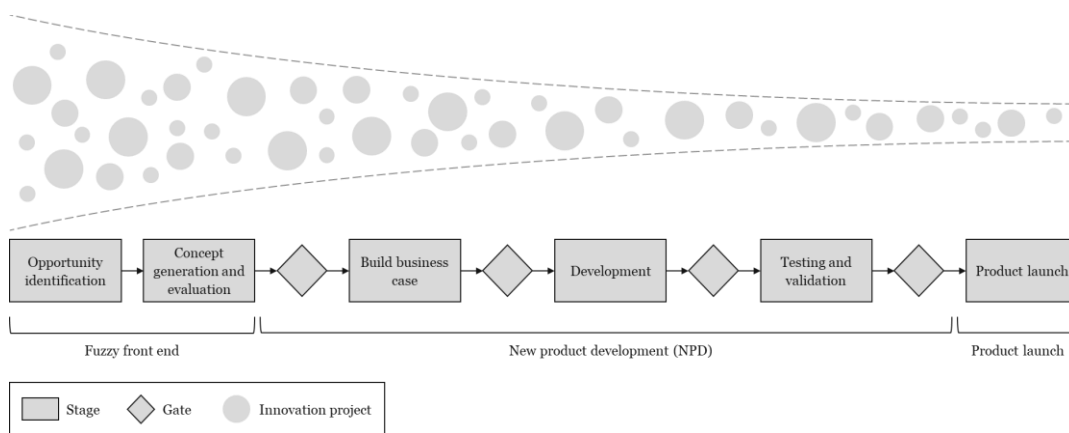 Opportunity
identification
Concept
generation and
evaluation
Build business
case
Development
Testing and
validation
Product launch
Fuzzy front end
New product development (NPD)
Product launch
Stage
Gate
Innovation project